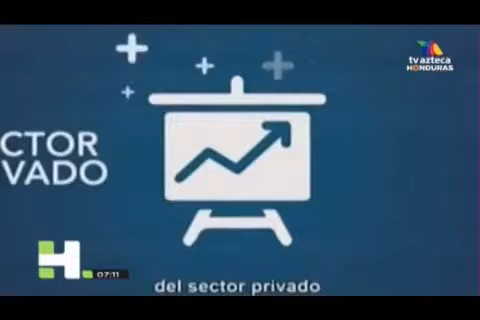 tv azteca
HONDURAS
CTOR
VADO
H
07:11
del sector privado